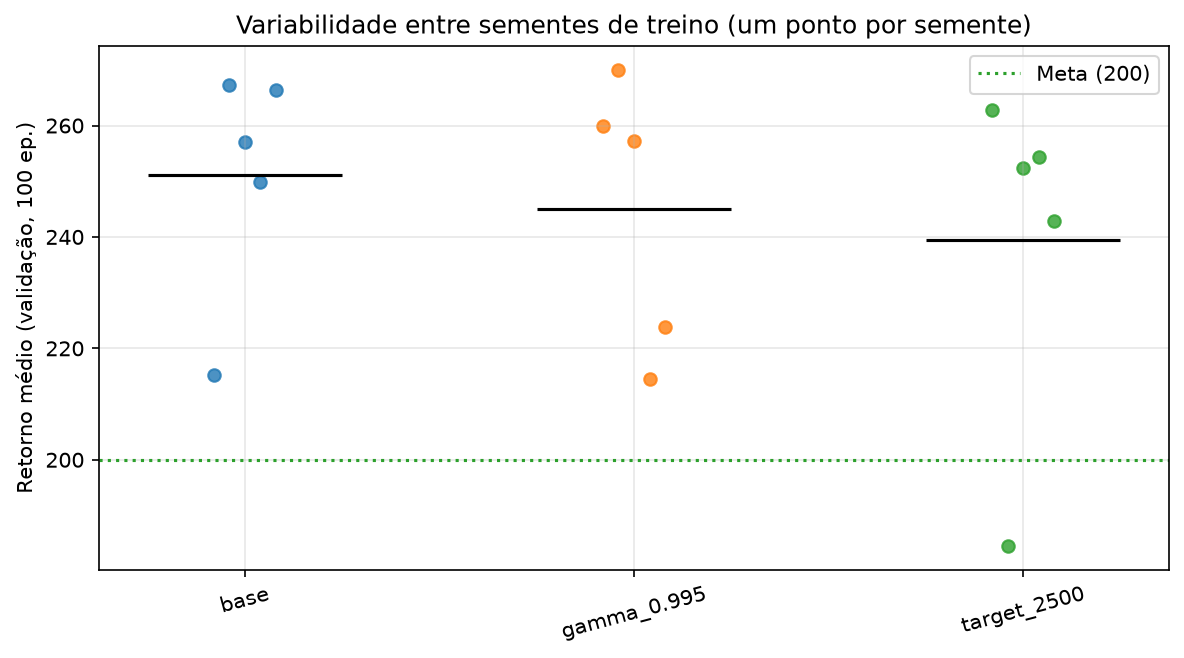 Variabilidade entre sementes de treino (um ponto por semente)
Meta (200)
Retorno médio (validação, 100 ep.)
260
240
220
200
base
gamma_0.995
target_2500